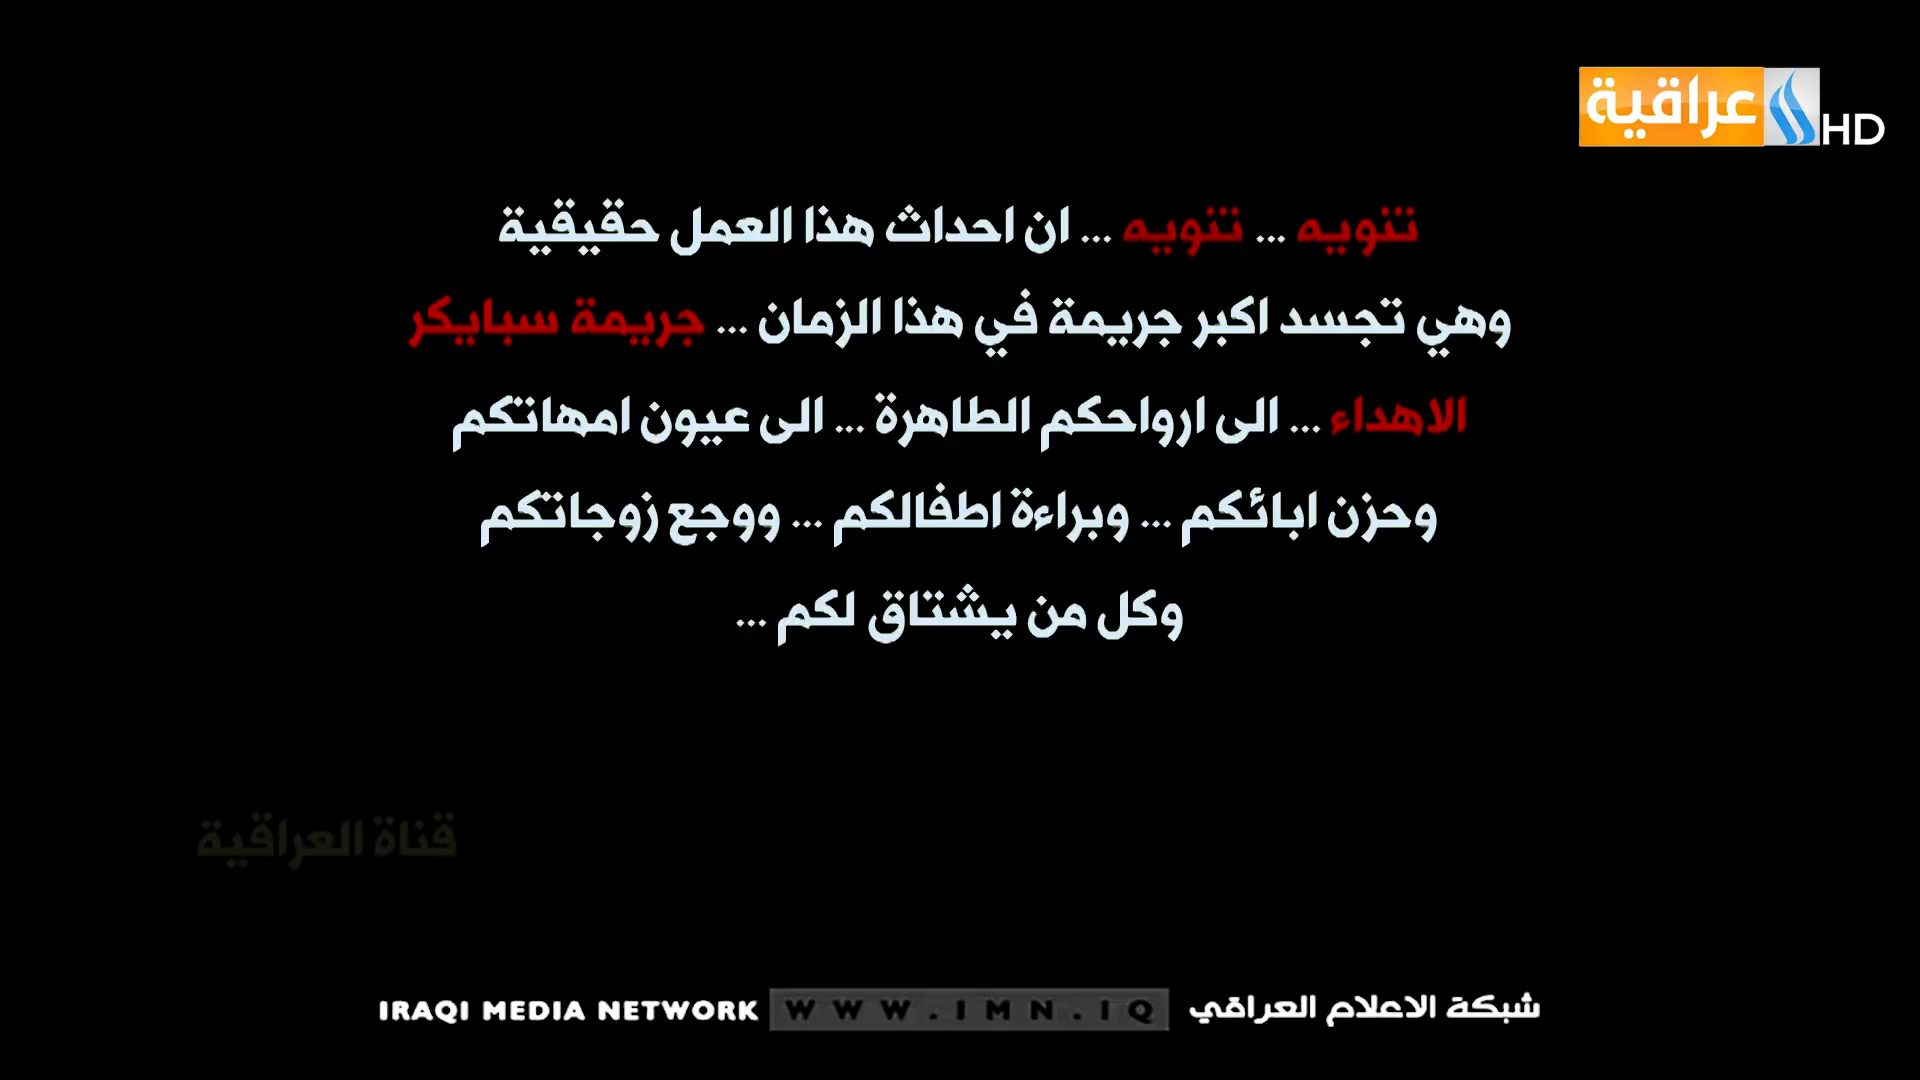 عراقية HD
تنويه ... تنويه ... ان احداث هذا العمل حقيقية
وهي تجسد اكبر جريمة في هذا الزمان ... جريمة سبايكر
الاهداء ... الى ارواحكم الطاهرة ... الى عيون امهاتكم
وحزن ابائكم ... وبراءة اطفالكم ... ووجع زوجاتكم
وكل من يشتاق لكم ...
قناة العراقية
IRAQI MEDIA NETWORK WWW.IMN.IQ شبكة الاعلام العراقي